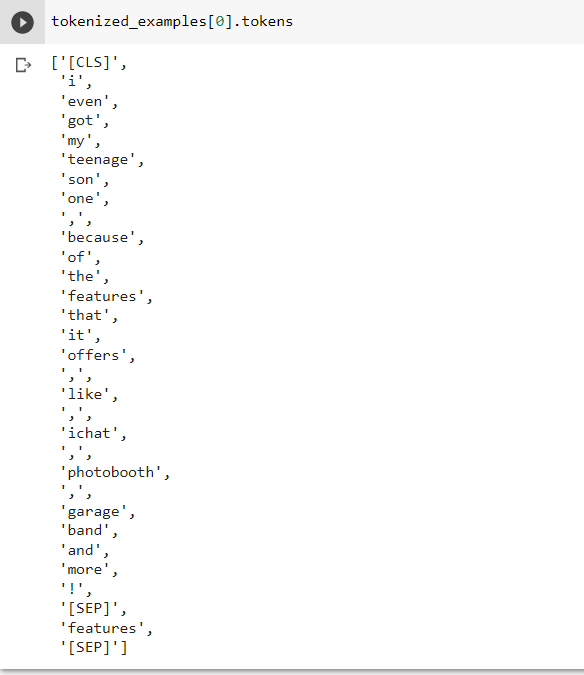 tokenized_examples[0].tokens
['[CLS]',
'i',
'even',
'got',
'my',
'teenage',
'son',
'one',
',',
'because',
'of',
'the',
'features',
'that',
'it',
'offers',
',',
'like',
',',
'ichat',
',',
'photobooth',
',',
'garage',
'band',
'and',
'more',
'!',
'[SEP]',
'features',
'[SEP]']